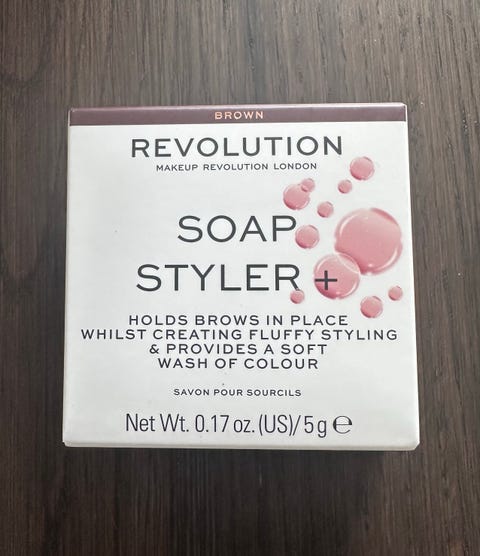 BROWN
REVOLUTION
MAKEUP REVOLUTION LONDON
SOAP
STYLER +
HOLDS BROWS IN PLACE
WHILST CREATING FLUFFY STYLING
& PROVIDES A SOFT
WASH OF COLOUR
SAVON POUR SOURCILS
Net Wt. 0.17 oz. (US)/ 5 g ℮